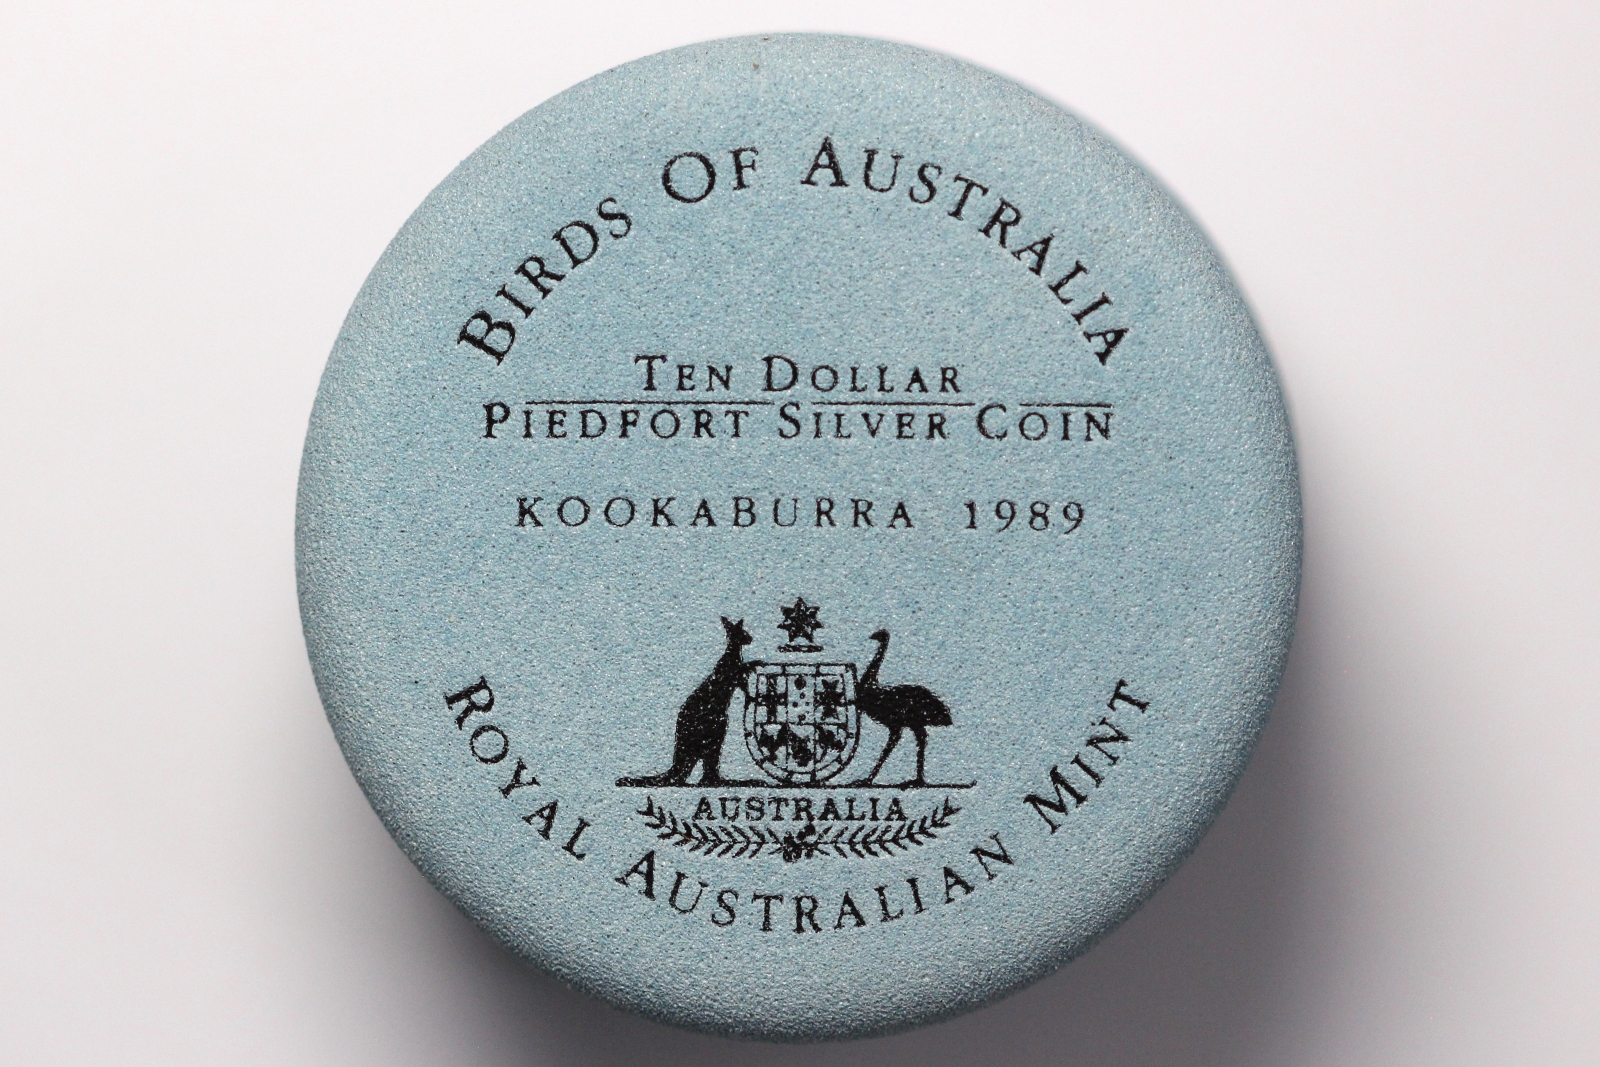 BIRDS OF AUSTRALIA
TEN DOLLAR
PIEDFORT SILVER COIN
KOOKABURRA 1989
AUSTRALIA
ROYAL AUSTRALIAN MINT